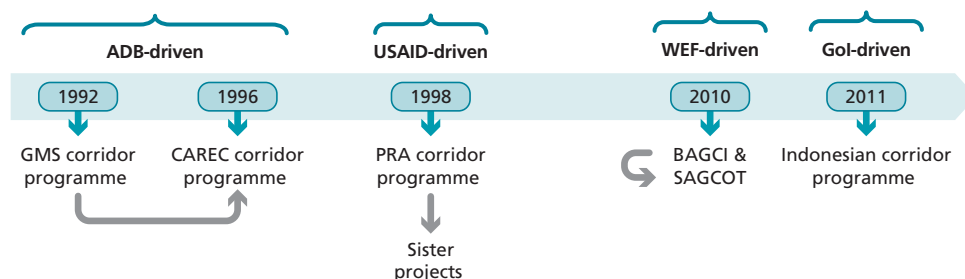 ADB-driven USAID-driven WEF-driven GoI-driven
1992 1996 1998 2010 2011
GMS corridor CAREC corridor PRA corridor BAGCI & Indonesian corridor
programme programme programme SAGCOT programme
Sister
projects